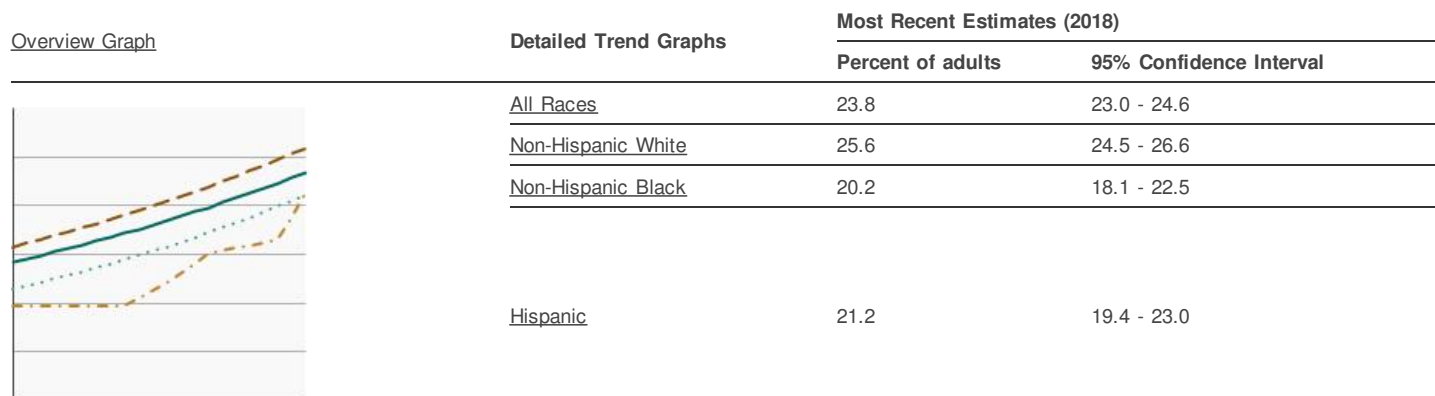 Most Recent Estimates (2018)
Overview Graph Detailed Trend Graphs
Percent of adults 95% Confidence Interval
All Races 23.8 23.0 - 24.6
Non-Hispanic White 25.6 24.5 - 26.6
Non-Hispanic Black 20.2 18.1 - 22.5
Hispanic 21.2 19.4 - 23.0